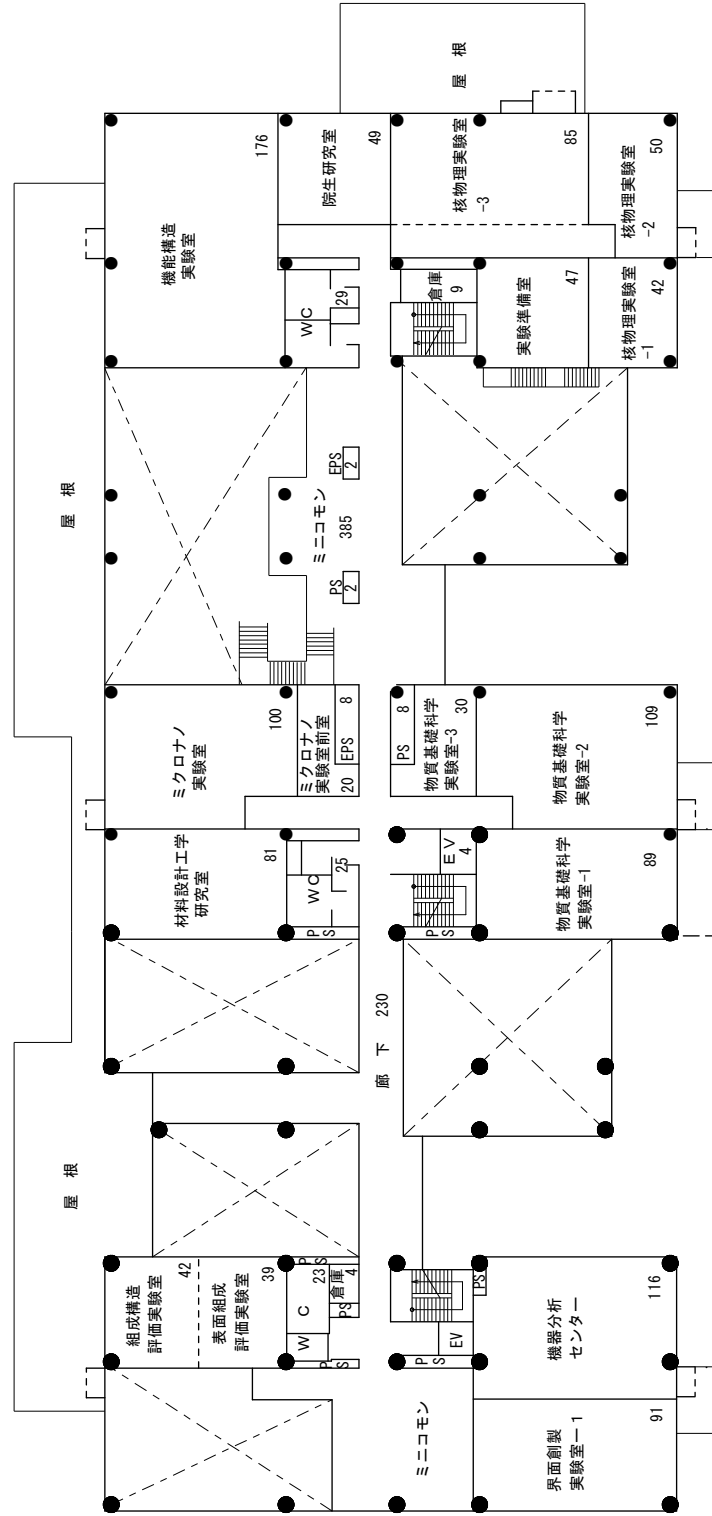 屋 根
機能構造
実験室
176
院生研究室
49
核物理実験室
-3
85
核物理実験室
-2
50
WC
29
倉庫
9
実験準備室
47
核物理実験室
-1
42
屋 根
ミニコモン
385
EPS
2
PS
2
ミクロナノ
実験室
100
ミクロナノ
実験室前室
20
EPS
8
PS
8
物質基礎科学
実験室-3
30
物質基礎科学
実験室-2
109
材料設計工学
研究室
81
WC
25
PS
EV
4
PS
物質基礎科学
実験室-1
89
廊 下 230
屋 根
組成構造
評価実験室
42
表面組成
評価実験室
39
PS
W C
23
倉庫
4
PS
PS
PS
EV
PS
機器分析
センター
116
ミニコモン
界面創製
実験室ー1
91